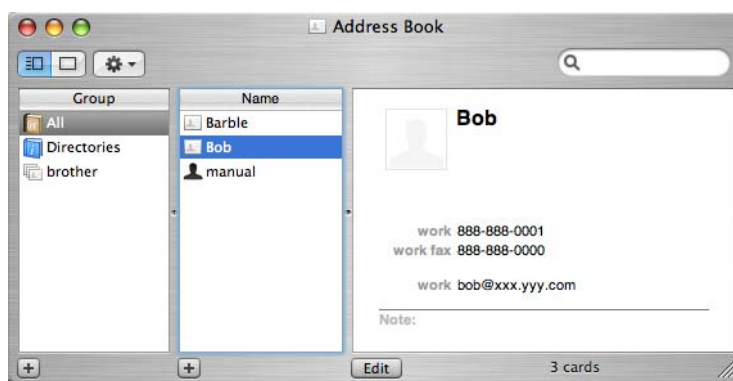 Address Book
Group
Name
All
Directories
brother
Barble
Bob
manual
Bob
work 888-888-0001
work fax 888-888-0000
work bob@xxx.yyy.com
Note:
Edit
3 cards